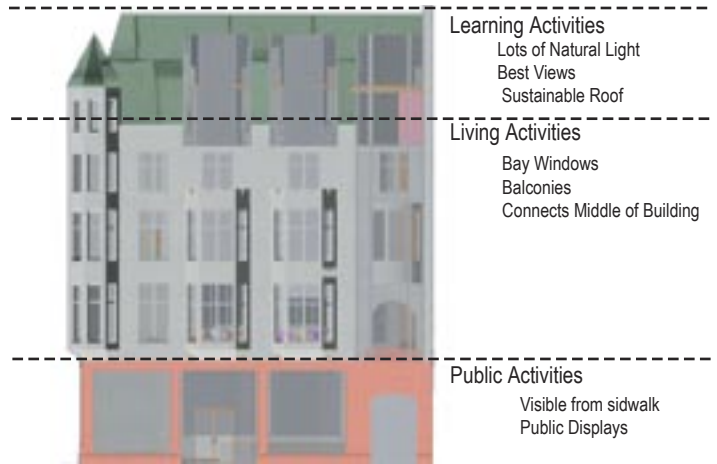 Learning Activities
Lots of Natural Light
Best Views
Sustainable Roof
Living Activities
Bay Windows
Balconies
Connects Middle of Building
Public Activities
Visible from sidwalk
Public Displays